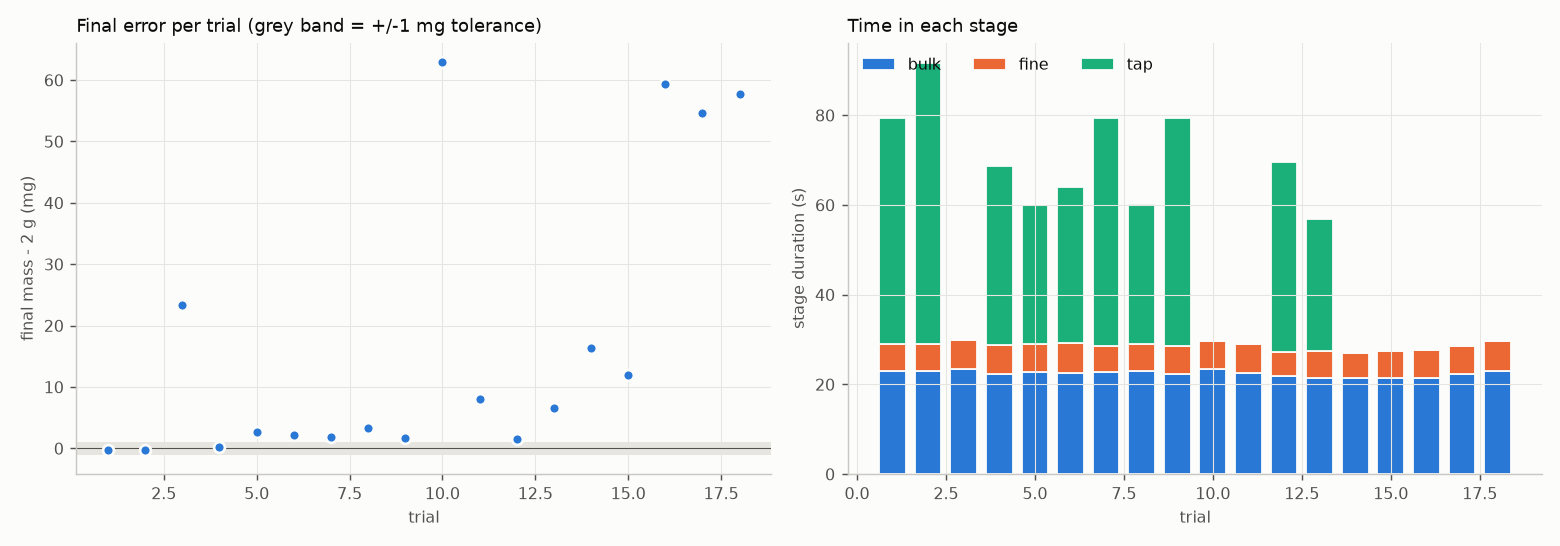 Final error per trial (grey band = +/-1 mg tolerance)
60
50
40
30
20
10
0
final mass - 2 g (mg)
2.5 5.0 7.5 10.0 12.5 15.0 17.5
trial
Time in each stage
bulk fine tap
80
60
40
20
0
stage duration (s)
0.0 2.5 5.0 7.5 10.0 12.5 15.0 17.5
trial